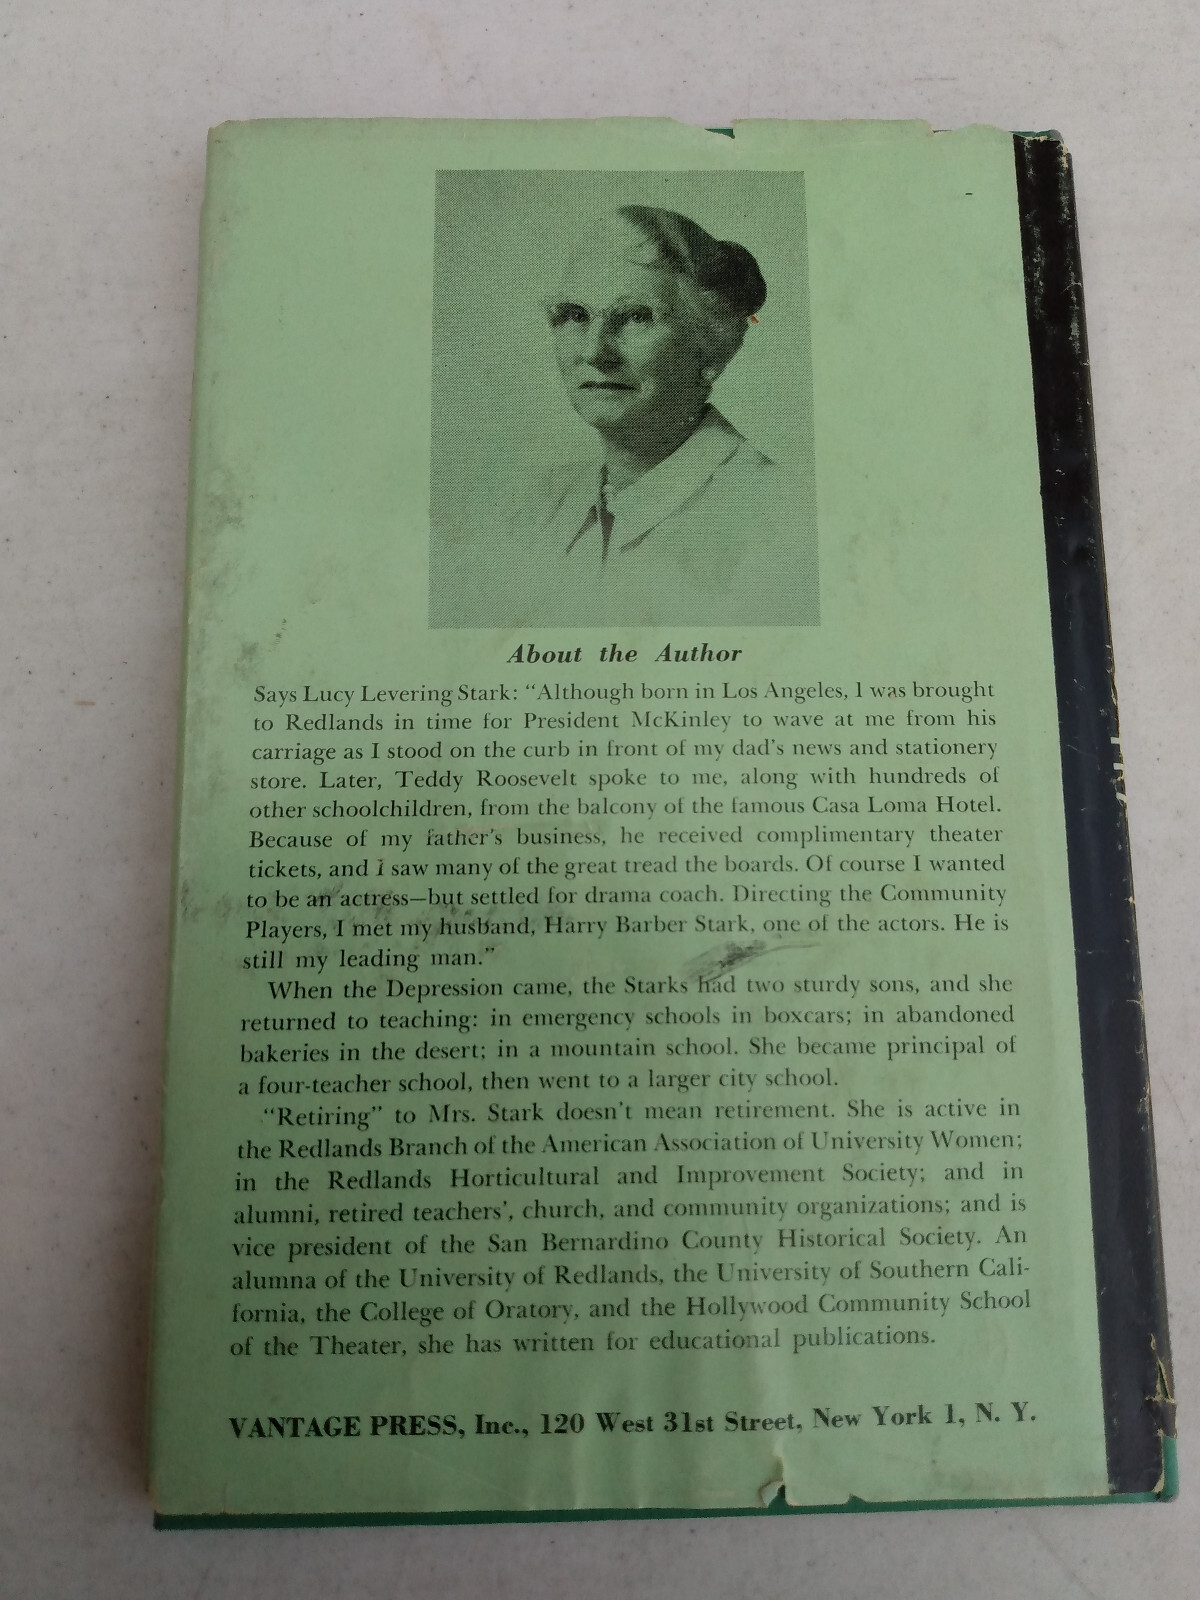 About the Author
Says Lucy Levering Stark: "Although born in Los Angeles, I was brought
to Redlands in time for President McKinley to wave at me from his
carriage as I stood on the curb in front of my dad's news and stationery
store. Later, Teddy Roosevelt spoke to me, along with hundreds of
other schoolchildren, from the balcony of the famous Casa Loma Hotel.
Because of my father's business, he received complimentary theater
tickets, and I saw many of the great tread the boards. Of course I wanted
to be an actress—but settled for drama coach. Directing the Community
Players, I met my husband, Harry Barber Stark, one of the actors. He is
still my leading man."
When the Depression came, the Starks had two sturdy sons, and she
returned to teaching: in emergency schools in boxcars; in abandoned
bakeries in the desert; in a mountain school. She became principal of
a four-teacher school, then went to a larger city school.
"Retiring" to Mrs. Stark doesn't mean retirement. She is active in
the Redlands Branch of the American Association of University Women;
in the Redlands Horticultural and Improvement Society; and in
alumni, retired teachers', church, and community organizations; and is
vice president of the San Bernardino County Historical Society. An
alumna of the University of Redlands, the University of Southern Cali-
fornia, the College of Oratory, and the Hollywood Community School
of the Theater, she has written for educational publications.
VANTAGE PRESS, Inc., 120 West 31st Street, New York 1, N. Y.